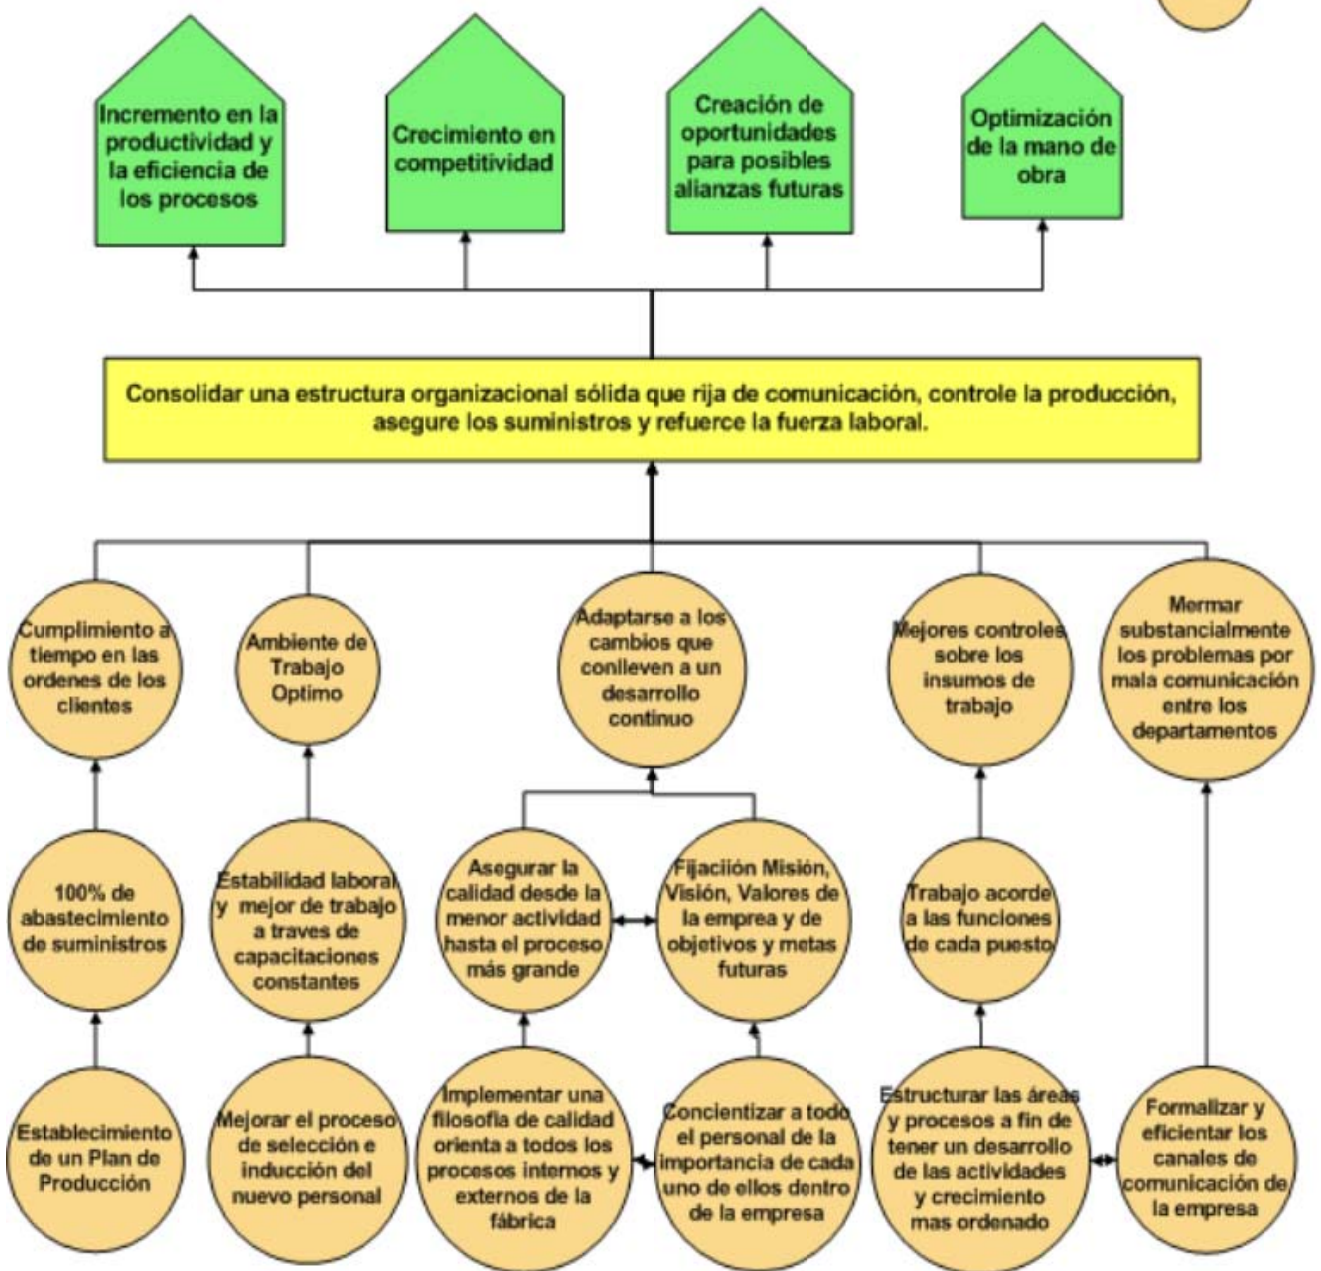 Incremento en la
productividad y
la eficiencia de
los procesos
Crecimiento en
competitividad
Creación de
oportunidades
para posibles
alianzas futuras
Optimización
de la mano de
obra
Consolidar una estructura organizacional sólida que rija de comunicación, controle la producción,
asegure los suministros y refuerce la fuerza laboral.
Cumplimiento a
tiempo en las
ordenes de los
clientes
Ambiente de
Trabajo
Optimo
Adaptarse a los
cambios que
conlleven a un
desarrollo
continuo
Mejores controles
sobre los
insumos de
trabajo
Mermar
substancialmente
los problemas por
mala comunicación
entre los
departamentos
100% de
abastecimiento
de suministros
Estabilidad laboral
y mejor de trabajo
a traves de
capacitaciones
constantes
Asegurar la
calidad desde la
menor actividad
hasta el proceso
más grande
Fijaciión Misión,
Visión, Valores de
la emprea y de
objetivos y metas
futuras
Trabajo acorde
a las funciones
de cada puesto
Establecimiento
de un Plan de
Producción
Mejorar el proceso
de selección e
inducción del
nuevo personal
Implementar una
filosofía de calidad
orienta a todos los
procesos internos y
externos de la
fábrica
Concientizar a todo
el personal de la
importancia de cada
uno de ellos dentro
de la empresa
Estructurar las áreas
y procesos a fin de
tener un desarrollo
de las actividades
y crecimiento
mas ordenado
Formalizar y
eficientar los
canales de
comunicación de
la empresa